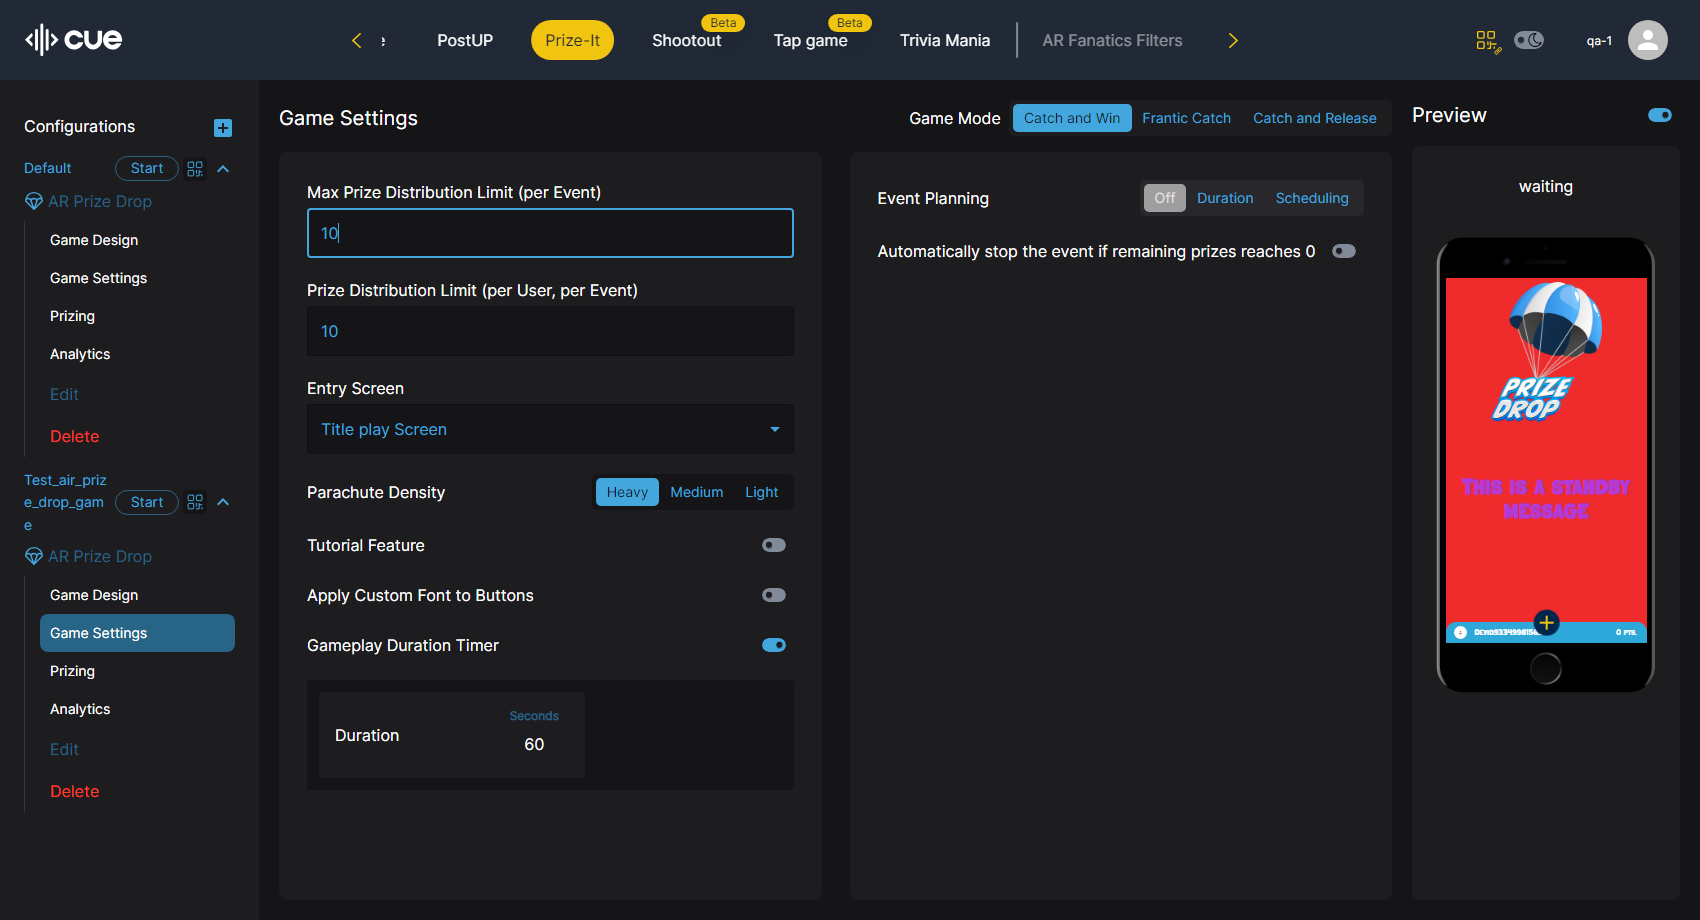 cue
e
PostUP
Prize-It
Shootout
Beta
Tap game
Beta
Trivia Mania
AR Fanatics Filters
qa-1
Configurations
Default
Start
AR Prize Drop
Game Design
Game Settings
Prizing
Analytics
Edit
Delete
Test_air_priz
e_drop_gam
e
Start
AR Prize Drop
Game Design
Game Settings
Prizing
Analytics
Edit
Delete
Game Settings
Game Mode
Catch and Win
Frantic Catch
Catch and Release
Max Prize Distribution Limit (per Event)
10
Prize Distribution Limit (per User, per Event)
10
Entry Screen
Title play Screen
Parachute Density
Heavy
Medium
Light
Tutorial Feature
Apply Custom Font to Buttons
Gameplay Duration Timer
Duration
Seconds
60
Event Planning
Off
Duration
Scheduling
Automatically stop the event if remaining prizes reaches 0
Preview
waiting
PRIZE
DROP
THIS IS A STANDBY
MESSAGE
0 PTS.